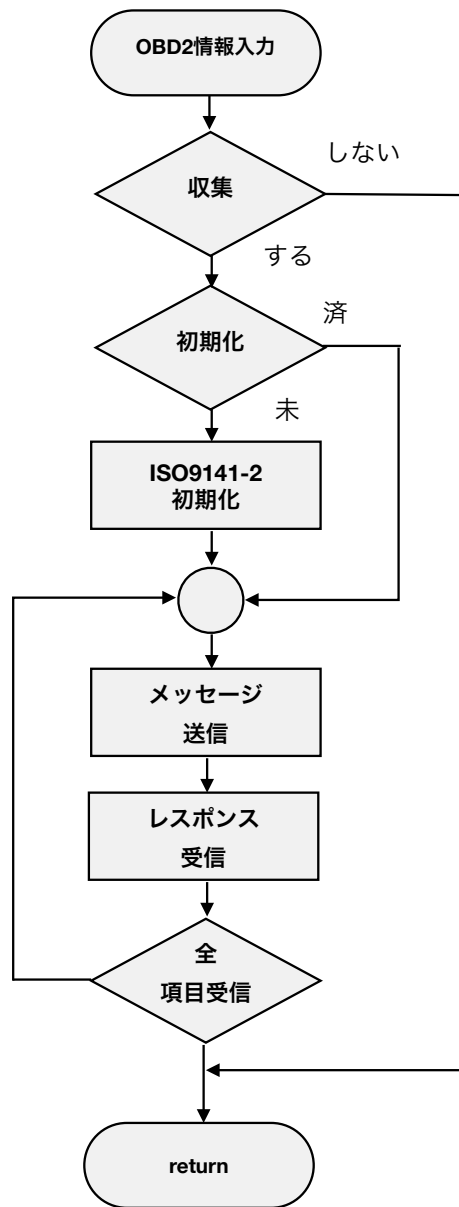 OBD2情報入力
しない
収集
する
済
初期化
未
ISO9141-2
初期化
メッセージ
送信
レスポンス
受信
全
項目受信
return